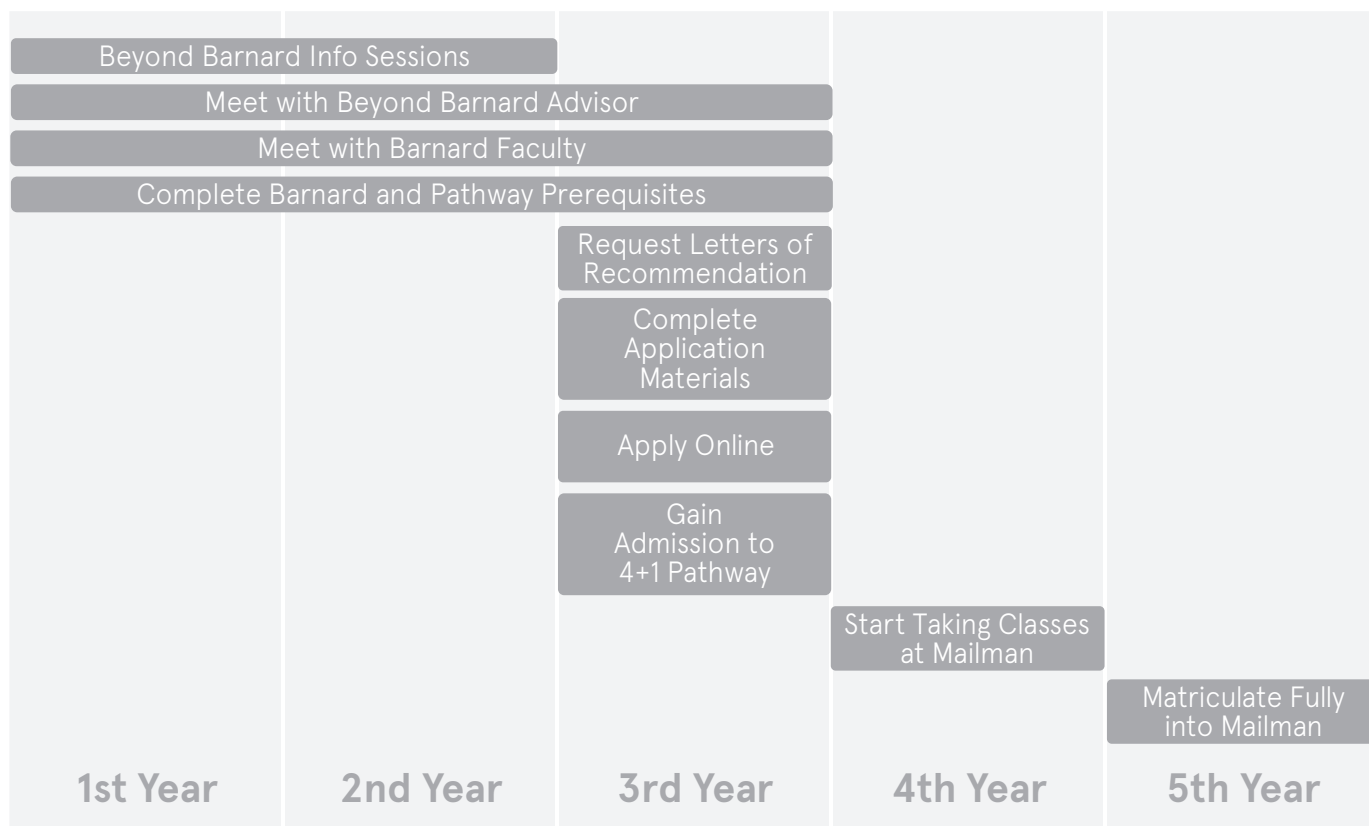 Beyond Barnard Info Sessions
Meet with Beyond Barnard Advisor
Meet with Barnard Faculty
Complete Barnard and Pathway Prerequisites
Request Letters of
Recommendation
Complete
Application
Materials
Apply Online
Gain
Admission to
4+1 Pathway
Start Taking Classes
at Mailman
Matriculate Fully
into Mailman
1st Year
2nd Year
3rd Year
4th Year
5th Year